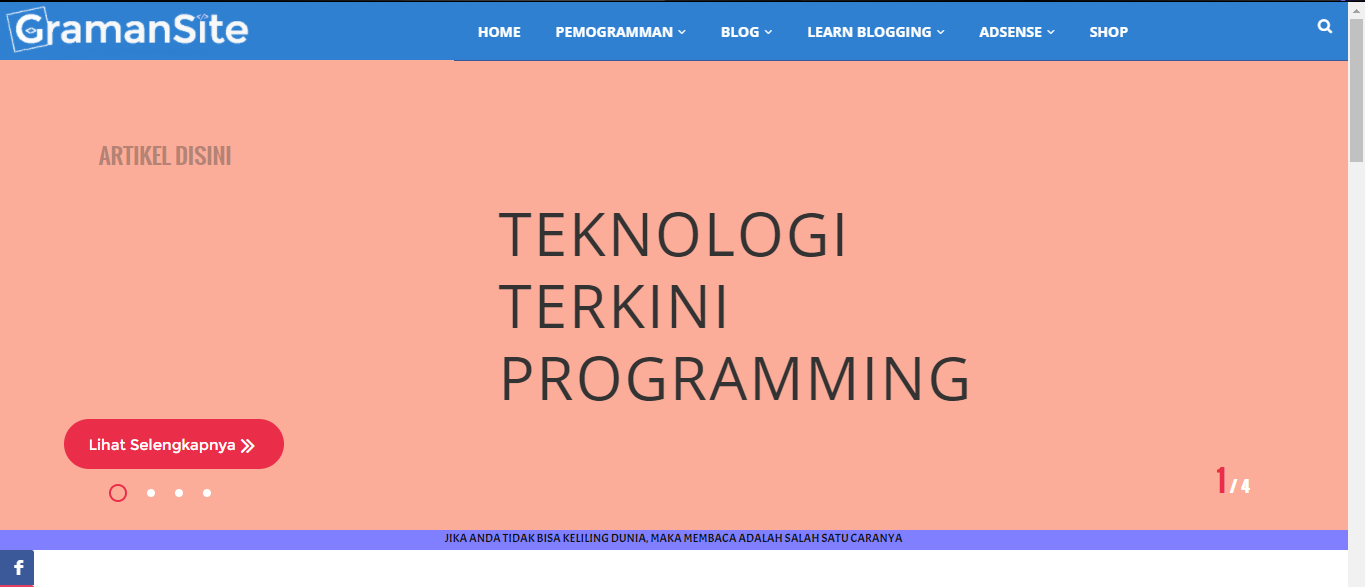 GramanSite
HOME PEMOGRAMMAN BLOG LEARN BLOGGING ADSENSE SHOP
ARTIKEL DISINI
TEKNOLOGI
TERKINI
PROGRAMMING
Lihat Selengkapnya
1 / 4
JIKA ANDA TIDAK BISA KELILING DUNIA, MAKA MEMBACA ADALAH SALAH SATU CARANYA
f